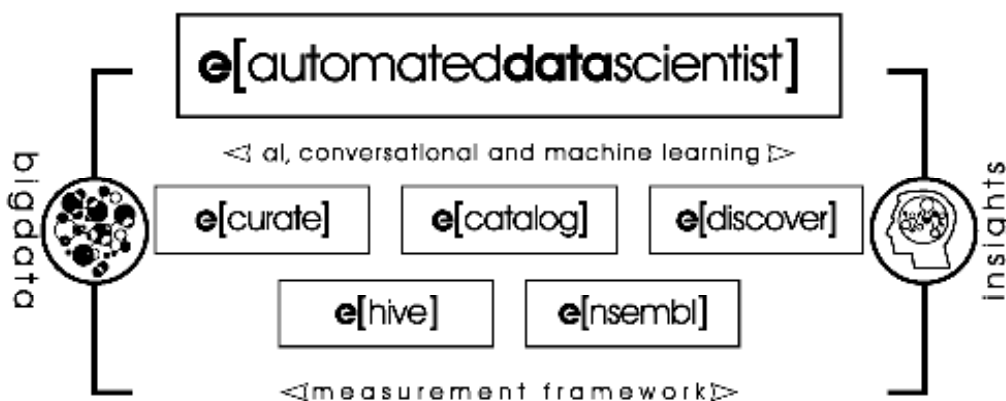 e[automateddatascientist]
◁ ai, conversational and machine learning ▷
bigdata
e[curate]
e[catalog]
e[discover]
insights
e[hive]
e[nsembl]
◁measurement framework▷